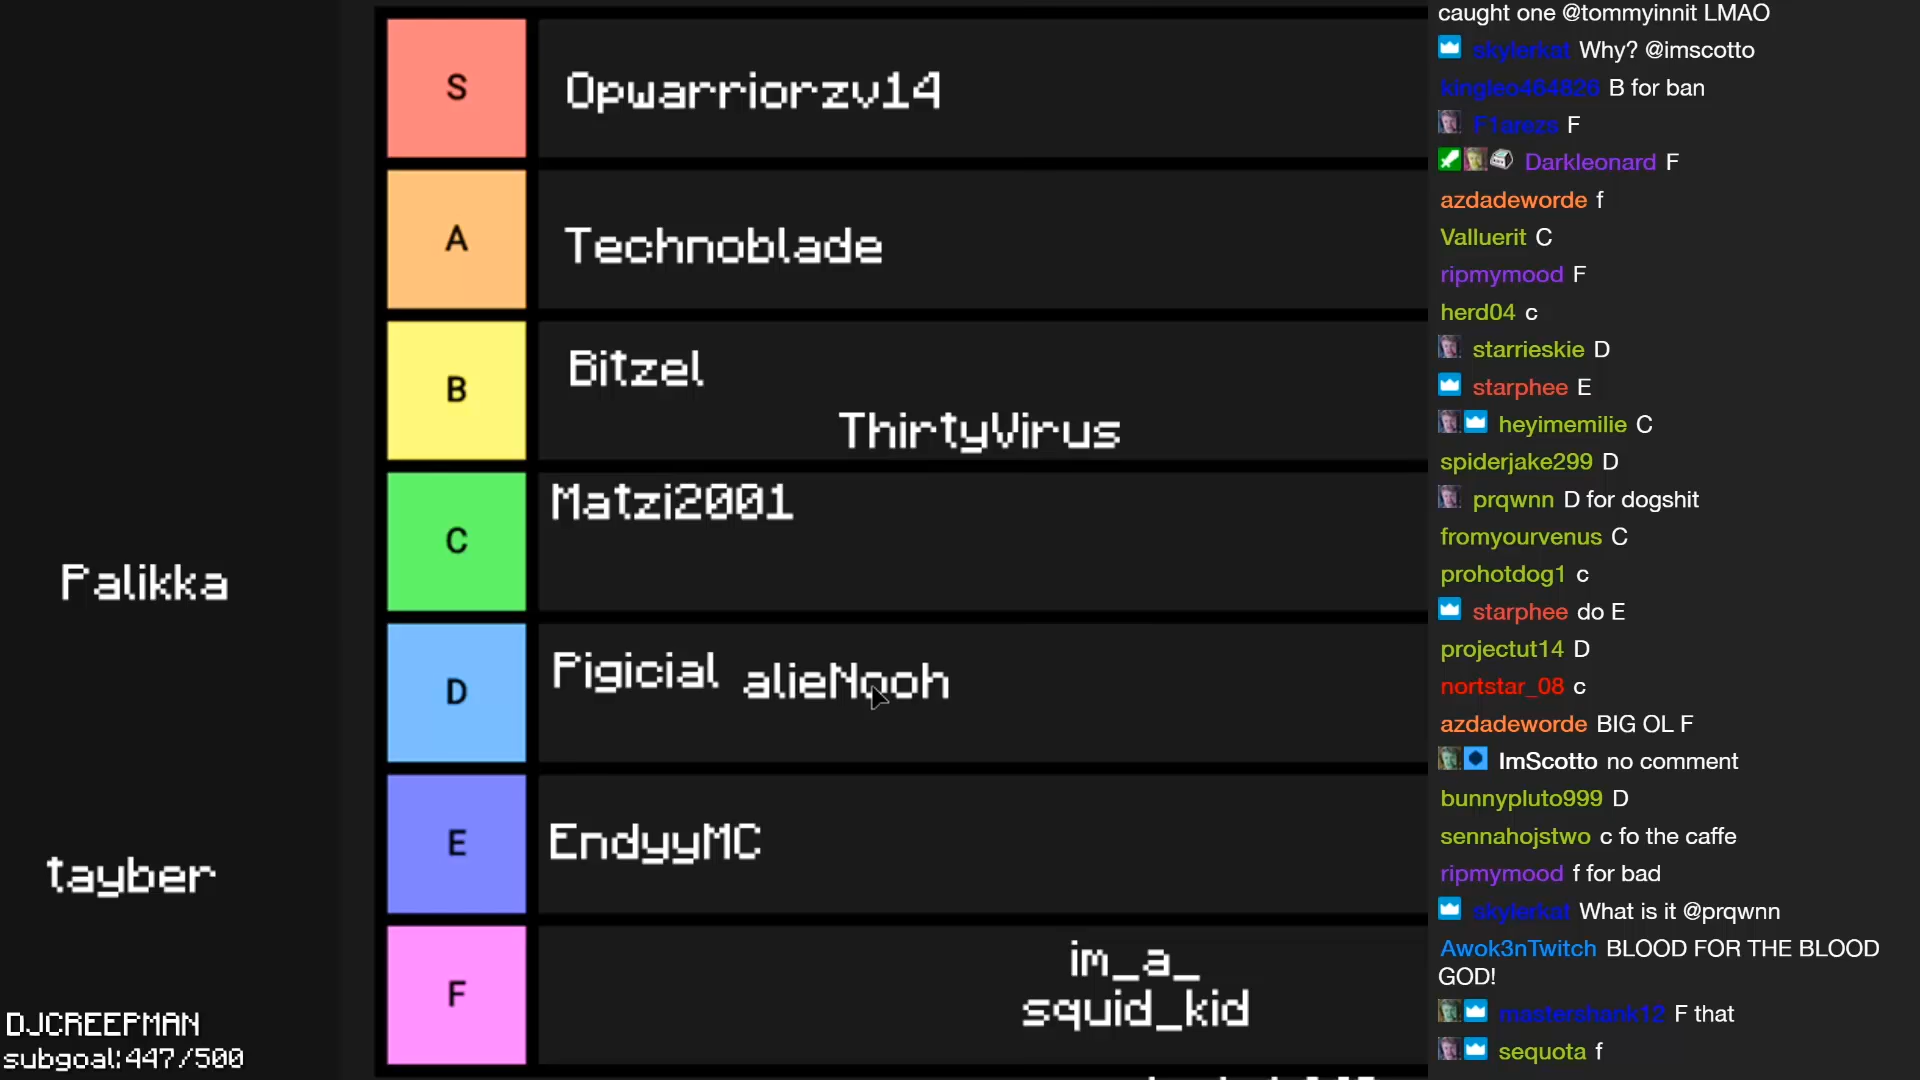 S
Opwarriorzv14
A
Technoblade
B
Bitzel
ThirtyVirus
C
Matzi2001
D
Pigicial alieNooh
E
EndyyMC
F
im_a_
squid_kid
Palikka
tayber
DJCREEPMAN
subgoal:447/500
caught one @tommyinnit LMAO
skylerkat Why? @imscotto
kingleo464826 B for ban
F1arezs F
Darkleonard F
azdadeworde f
Valluerit C
ripmymood F
herd04 c
starrieskie D
starphee E
heyimemilie C
spiderjake299 D
prqwnn D for dogshit
fromyourvenus C
prohotdog1 c
starphee do E
projectut14 D
nortstar_08 c
azdadeworde BIG OL F
ImScotto no comment
bunnypluto999 D
sennahojstwo c fo the caffe
ripmymood f for bad
skylerkat What is it @prqwnn
Awok3nTwitch BLOOD FOR THE BLOOD
GOD!
mastershank12 F that
sequota f